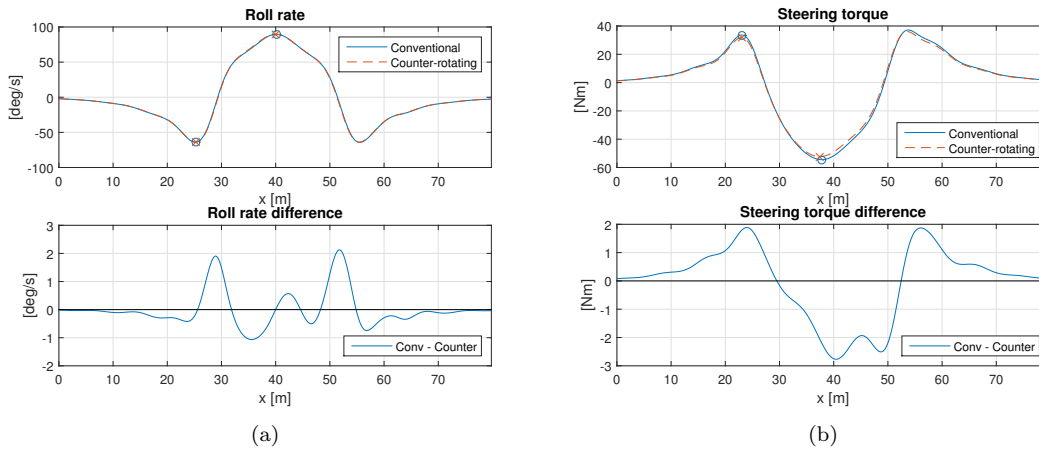 Roll rate
100
50
0
-50
-100
[deg/s]
Conventional
Counter-rotating
0 10 20 30 40 50 60 70
x [m]
Roll rate difference
3
2
1
0
-1
-2
[deg/s]
Conv - Counter
0 10 20 30 40 50 60 70
x [m]
(a)
Steering torque
40
20
0
-20
-40
-60
[Nm]
Conventional
Counter-rotating
0 10 20 30 40 50 60 70
x [m]
Steering torque difference
2
1
0
-1
-2
-3
[Nm]
Conv - Counter
0 10 20 30 40 50 60 70
x [m]
(b)